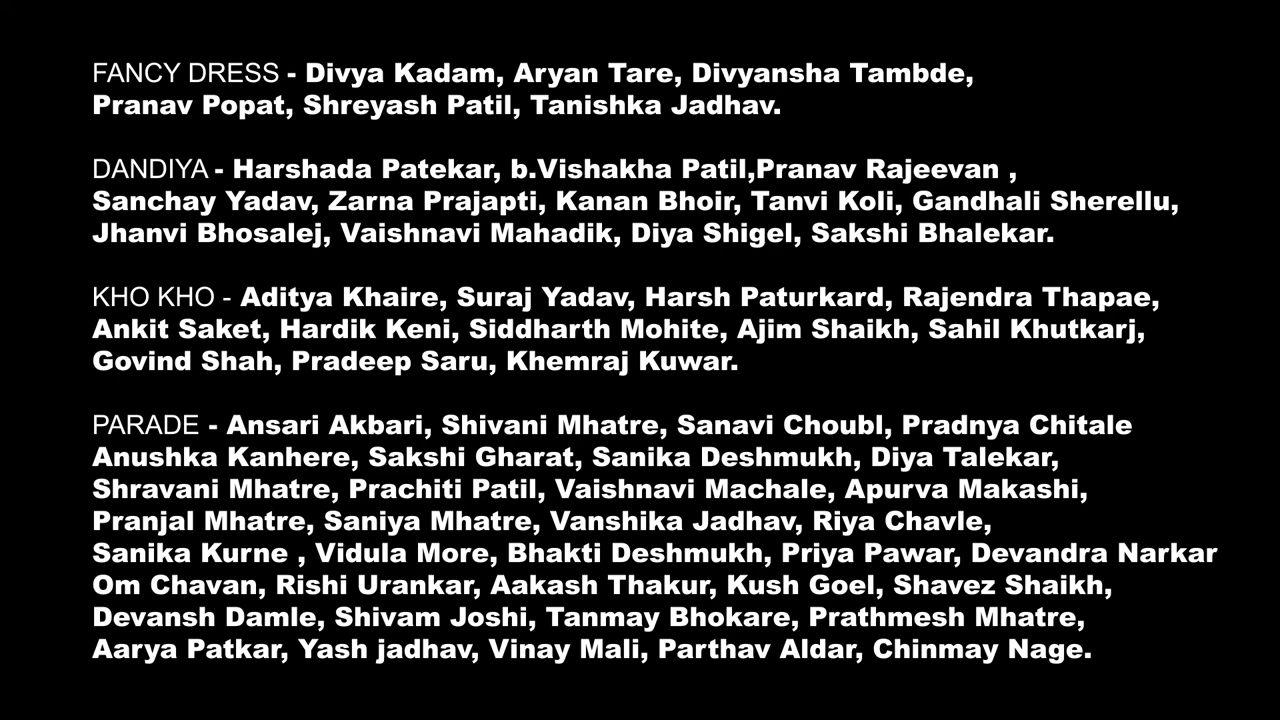 FANCY DRESS - Divya Kadam, Aryan Tare, Divyansha Tambde,
Pranav Popat, Shreyash Patil, Tanishka Jadhav.
DANDIYA - Harshada Patekar, b.Vishakha Patil,Pranav Rajeevan ,
Sanchay Yadav, Zarna Prajapti, Kanan Bhoir, Tanvi Koli, Gandhali Sherellu,
Jhanvi Bhosalej, Vaishnavi Mahadik, Diya Shigel, Sakshi Bhalekar.
KHO KHO - Aditya Khaire, Suraj Yadav, Harsh Paturkard, Rajendra Thapae,
Ankit Saket, Hardik Keni, Siddharth Mohite, Ajim Shaikh, Sahil Khutkarj,
Govind Shah, Pradeep Saru, Khemraj Kuwar.
PARADE - Ansari Akbari, Shivani Mhatre, Sanavi Choubl, Pradnya Chitale
Anushka Kanhere, Sakshi Gharat, Sanika Deshmukh, Diya Talekar,
Shravani Mhatre, Prachiti Patil, Vaishnavi Machale, Apurva Makashi,
Pranjal Mhatre, Saniya Mhatre, Vanshika Jadhav, Riya Chavle,
Sanika Kurne , Vidula More, Bhakti Deshmukh, Priya Pawar, Devandra Narkar
Om Chavan, Rishi Urankar, Aakash Thakur, Kush Goel, Shavez Shaikh,
Devansh Damle, Shivam Joshi, Tanmay Bhokare, Prathmesh Mhatre,
Aarya Patkar, Yash jadhav, Vinay Mali, Parthav Aldar, Chinmay Nage.